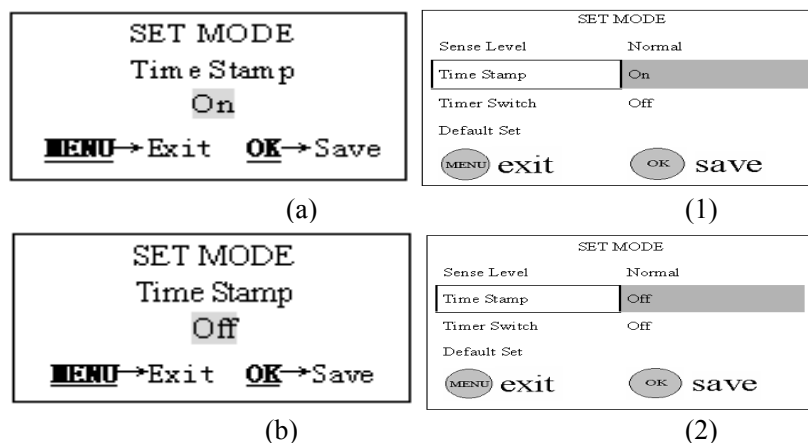 SET MODE
Time Stamp
On
MENU→Exit OK→Save
(a)
SET MODE
Sense Level Normal
Time Stamp On
Timer Switch Off
Default Set
MENU exit OK save
(1)
SET MODE
Time Stamp
Off
MENU→Exit OK→Save
(b)
SET MODE
Sense Level Normal
Time Stamp Off
Timer Switch Off
Default Set
MENU exit OK save
(2)